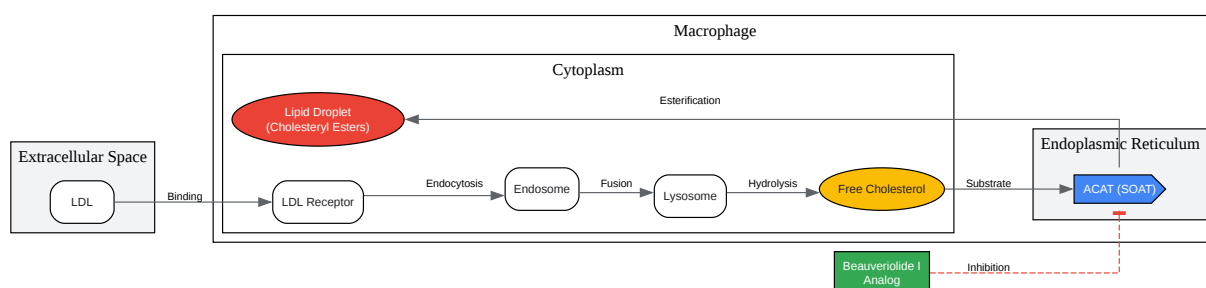 Macrophage
Cytoplasm
Lipid Droplet
(Cholesteryl Esters)
Esterification
Extracellular Space
Endoplasmic Reticulum
LDL
Binding
LDL Receptor
Endocytosis
Endosome
Fusion
Lysosome
Hydrolysis
Free Cholesterol
Substrate
ACAT (SOAT)
Beauveriolide I
Analog
Inhibition